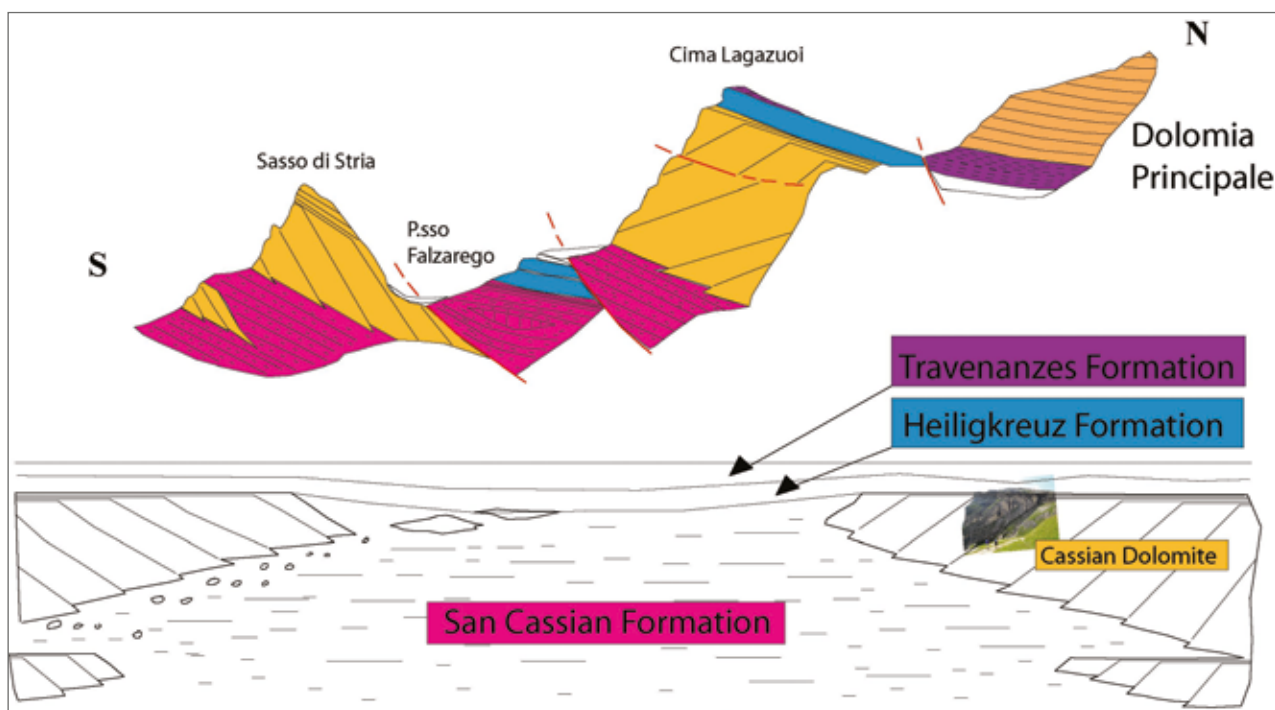 N
Cima Lagazuoi
Dolomia
Principale
Sasso di Stria
P.sso
Falzarego
S
Travenanzes Formation
Heiligkreuz Formation
Cassian Dolomite
San Cassian Formation